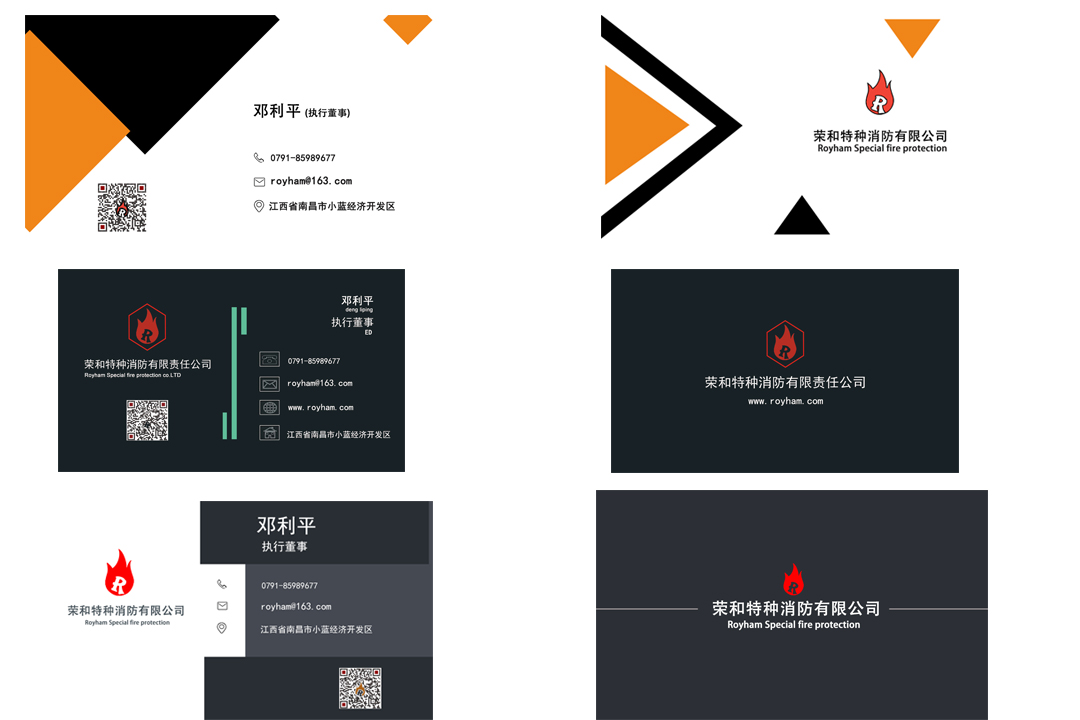 邓利平 (执行董事)
0791-85989677
royham@163.com
江西省南昌市小蓝经济开发区
R
荣和特种消防有限公司
Royham Special fire protection
R
荣和特种消防有限责任公司
Royham Special fire protection co.LTD
邓利平
deng liping
执行董事
ED
0791-85989677
royham@163.com
www.royham.com
江西省南昌市小蓝经济开发区
R
荣和特种消防有限责任公司
www.royham.com
R
荣和特种消防有限公司
Royham Special fire protection
邓利平
执行董事
0791-85989677
royham@163.com
江西省南昌市小蓝经济开发区
R
荣和特种消防有限公司
Royham Special fire protection